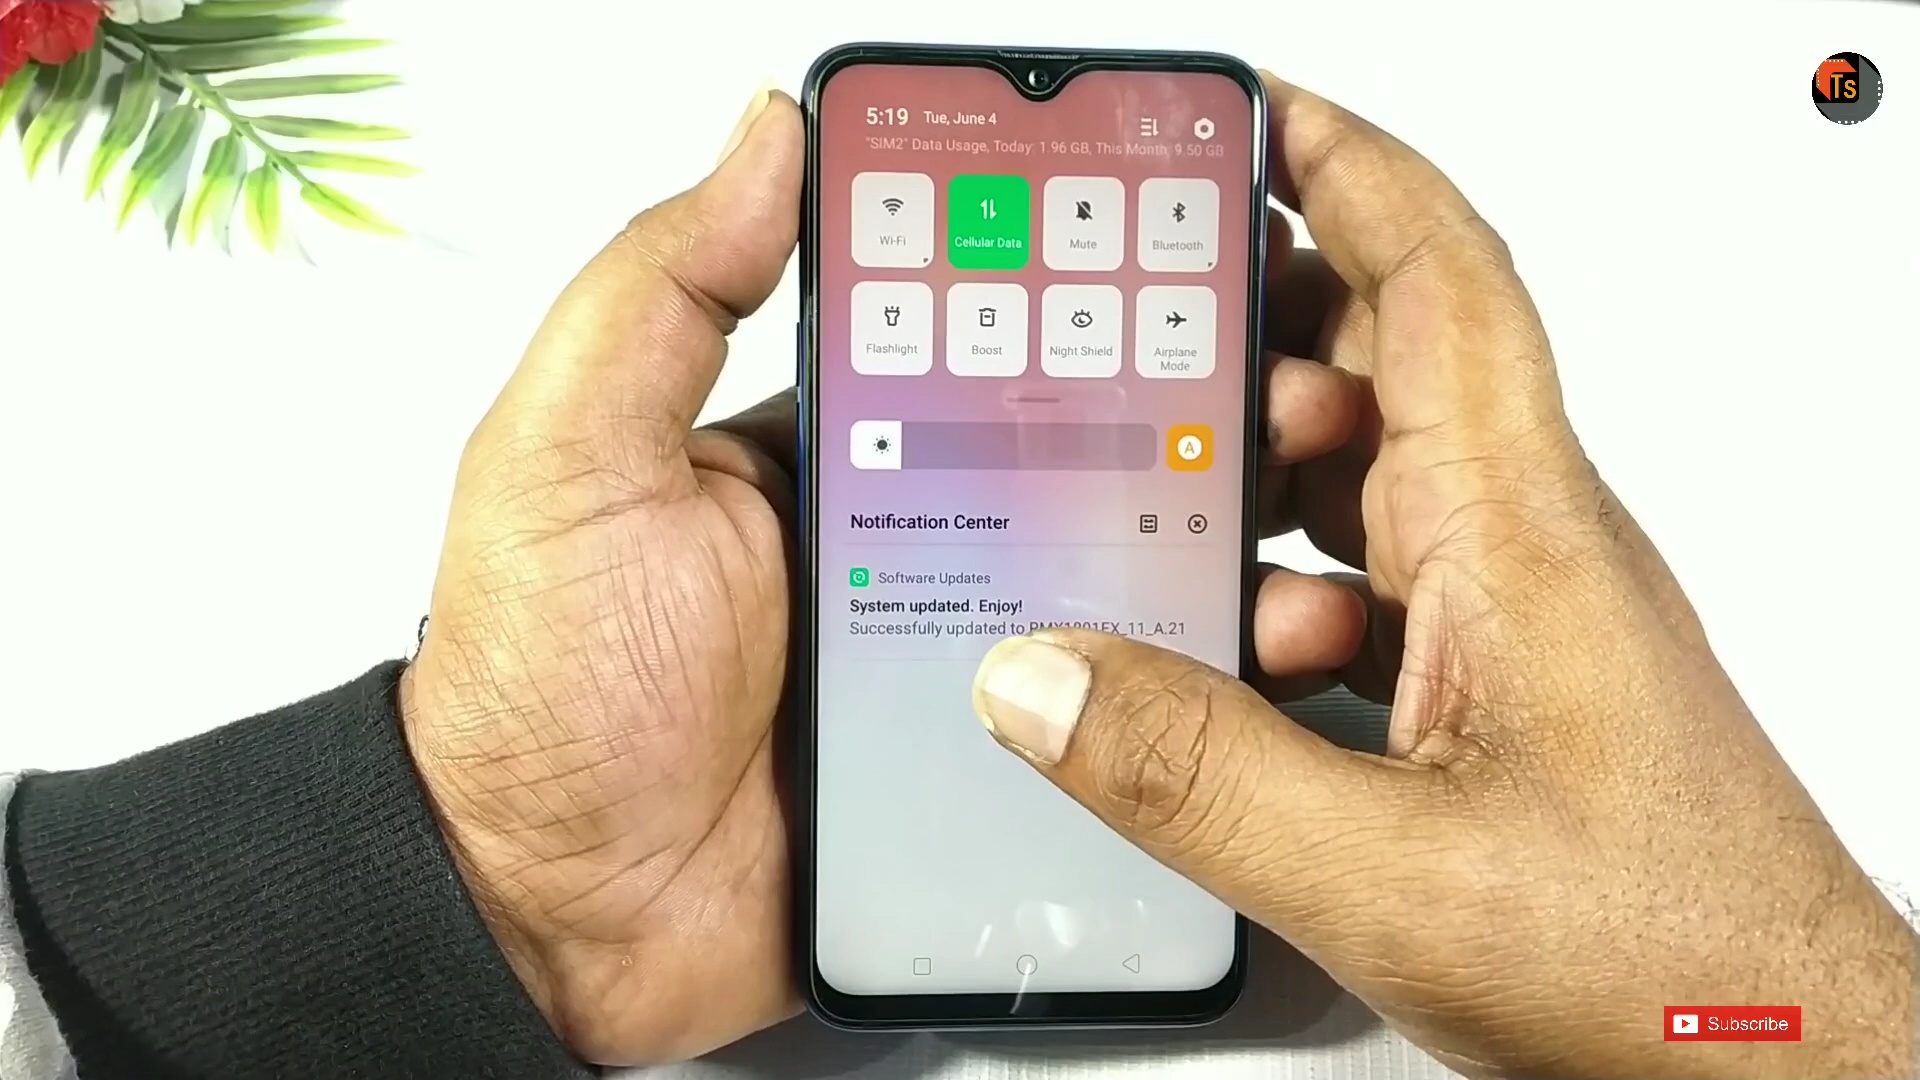 Ts
5:19 Tue, June 4
"SIM2" Data Usage, Today: 1.96 GB, This Month: 9.50 GB
Wi-Fi Cellular Data Mute Bluetooth
Flashlight Boost Night Shield Airplane
Mode
A
Notification Center
Software Updates
System updated. Enjoy!
Successfully updated to RMX1801EX_11_A.21
Subscribe